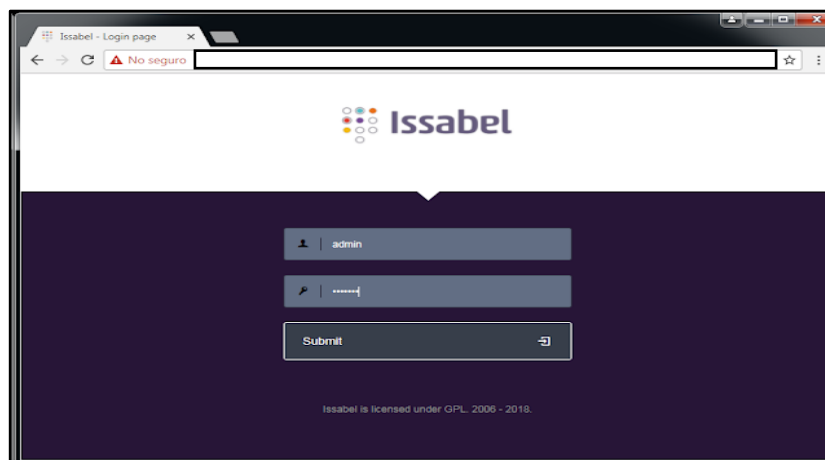 Issabel - Login page
No seguro
Issabel
admin
•••••••
Submit
Issabel is licensed under GPL. 2006 - 2018.